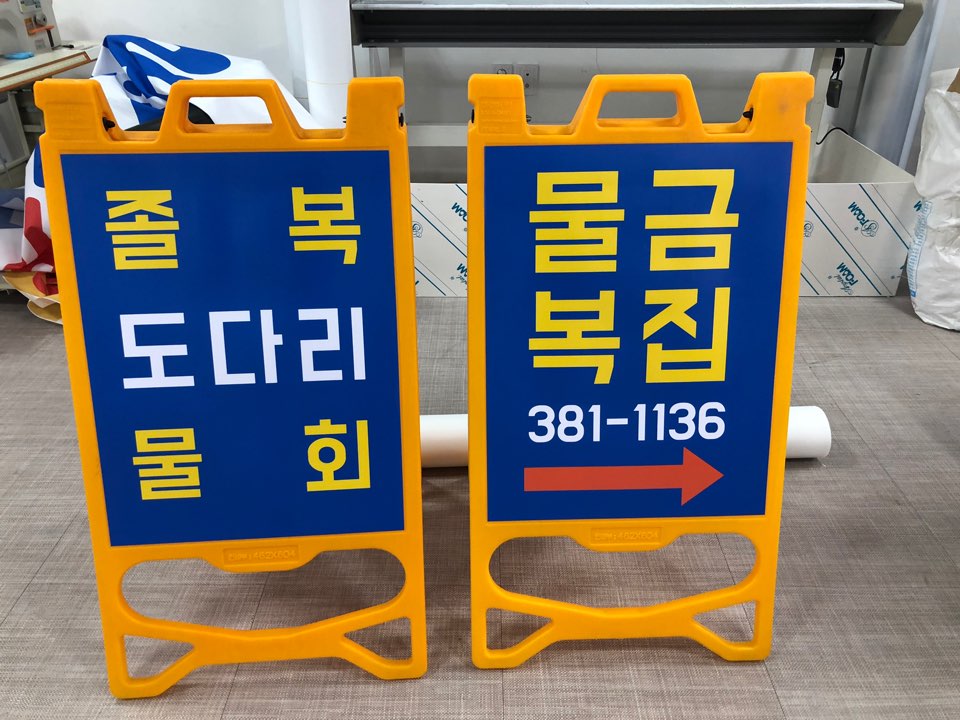 졸 복
도다리
물 회
물금
복집
381-1136